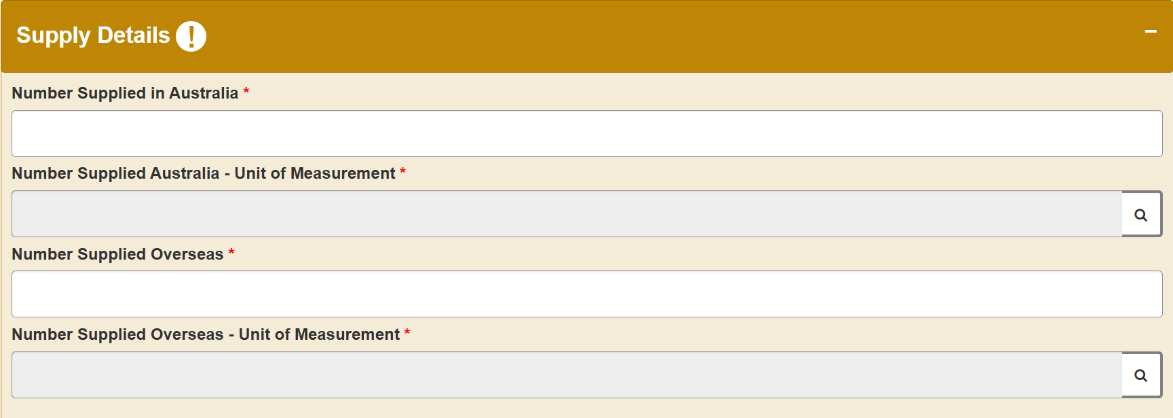 Supply Details !
Number Supplied in Australia *
Number Supplied Australia - Unit of Measurement *
Number Supplied Overseas *
Number Supplied Overseas - Unit of Measurement *